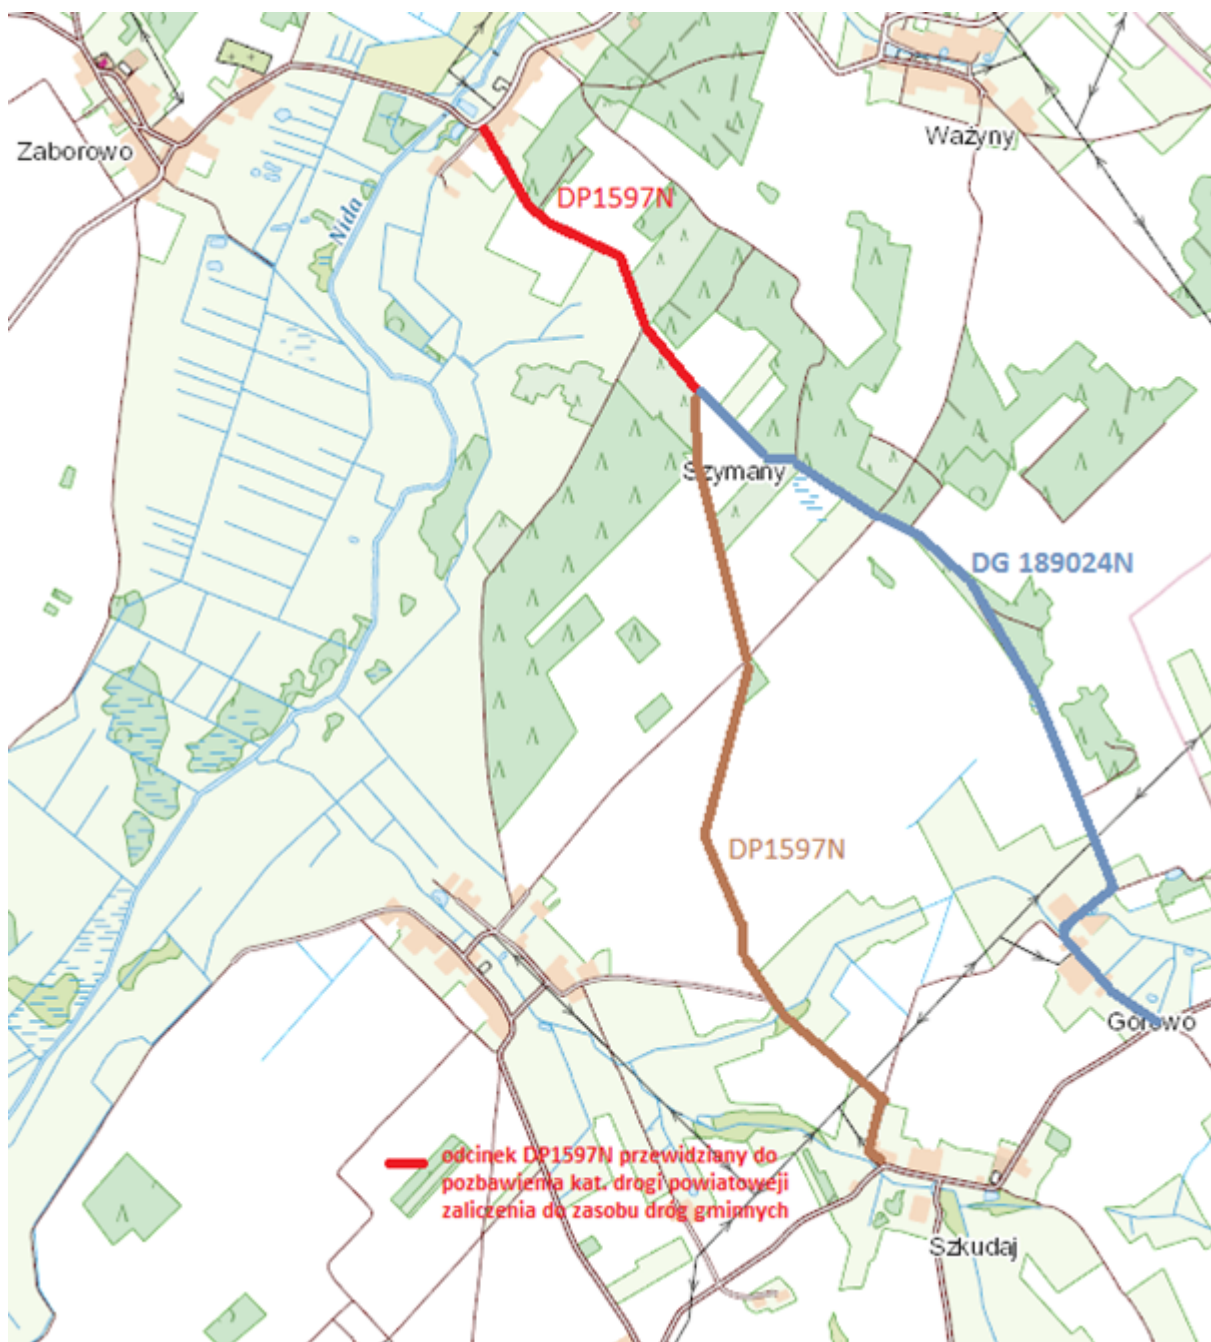 Zaborowo
Ważyny
DP1597N
Nida
Szymany
DG 189024N
DP1597N
Gorowo
odcinek DP1597N przewidziany do
pozbawienia kat. drogi powiatoweji
zaliczenia do zasobu dróg gminnych
Szkudaj